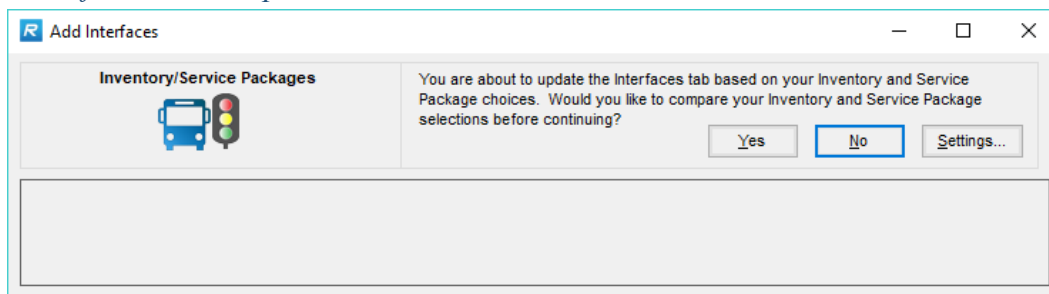 Add Interfaces
Inventory/Service Packages
You are about to update the Interfaces tab based on your Inventory and Service
Package choices. Would you like to compare your Inventory and Service Package
selections before continuing?
Yes
No
Settings...